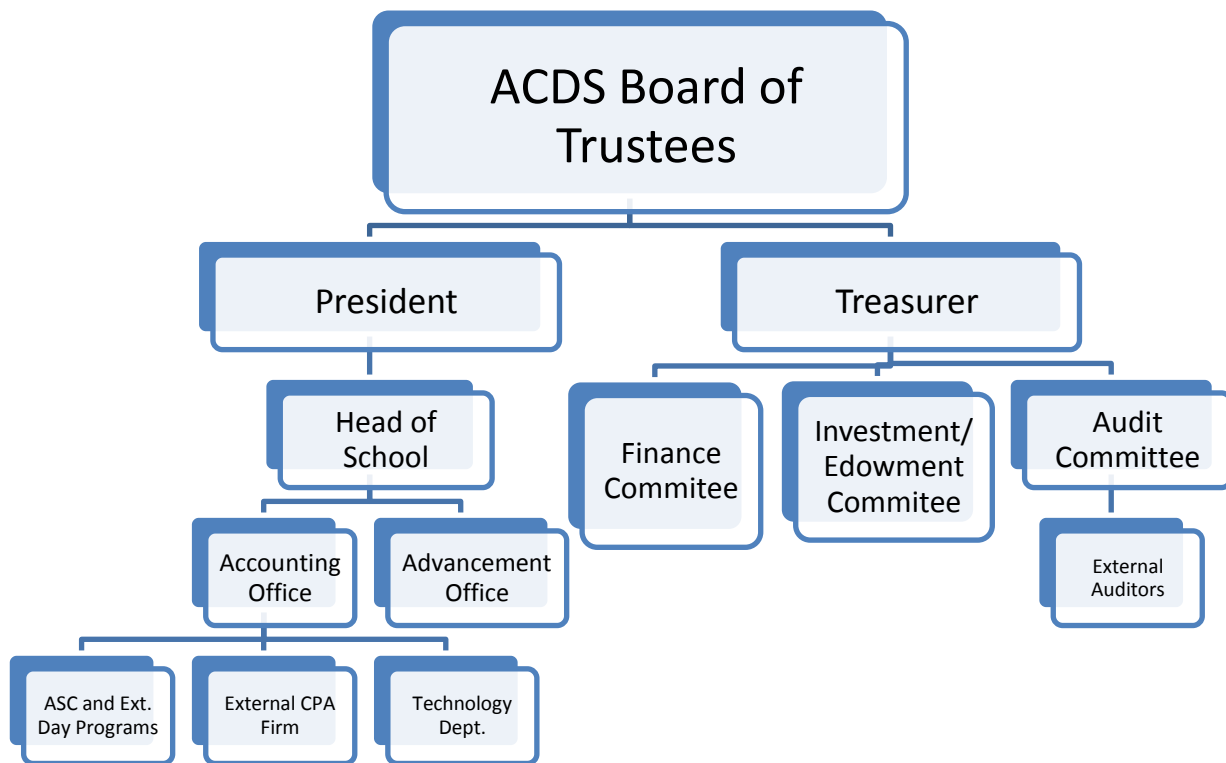 ACDS Board of
Trustees
President
Treasurer
Head of
School
Finance
Commitee
Investment/
Edowment
Commitee
Audit
Committee
Accounting
Office
Advancement
Office
External
Auditors
ASC and Ext.
Day Programs
External CPA
Firm
Technology
Dept.